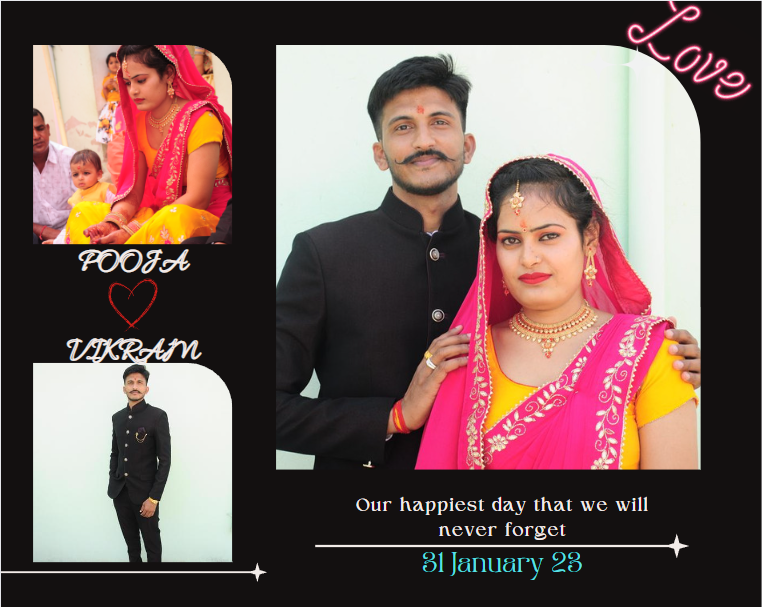 Love
POOJA
VIKRAM
Our happiest day that we will
never forget
31 January 23